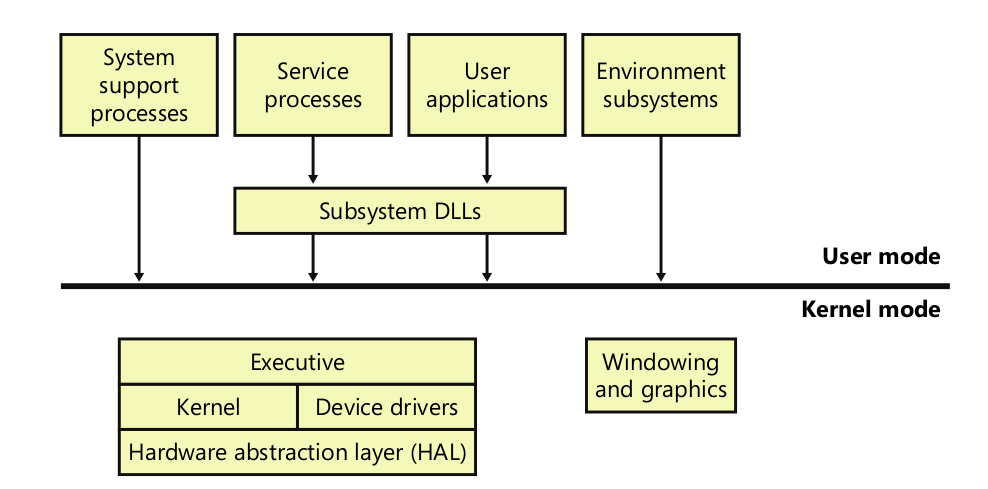 System
support
processes
Service
processes
User
applications
Environment
subsystems
Subsystem DLLs
User mode
Kernel mode
Executive
Kernel
Device drivers
Hardware abstraction layer (HAL)
Windowing
and graphics